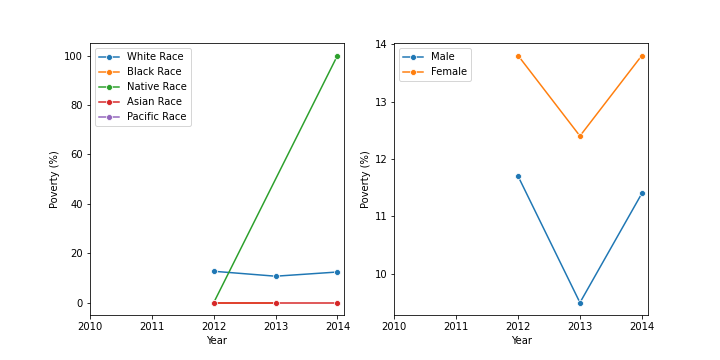 100
80
60
40
20
0
Poverty (%)
White Race
Black Race
Native Race
Asian Race
Pacific Race
2010 2011 2012 2013 2014
Year
14
13
12
11
10
Poverty (%)
Male
Female
2010 2011 2012 2013 2014
Year